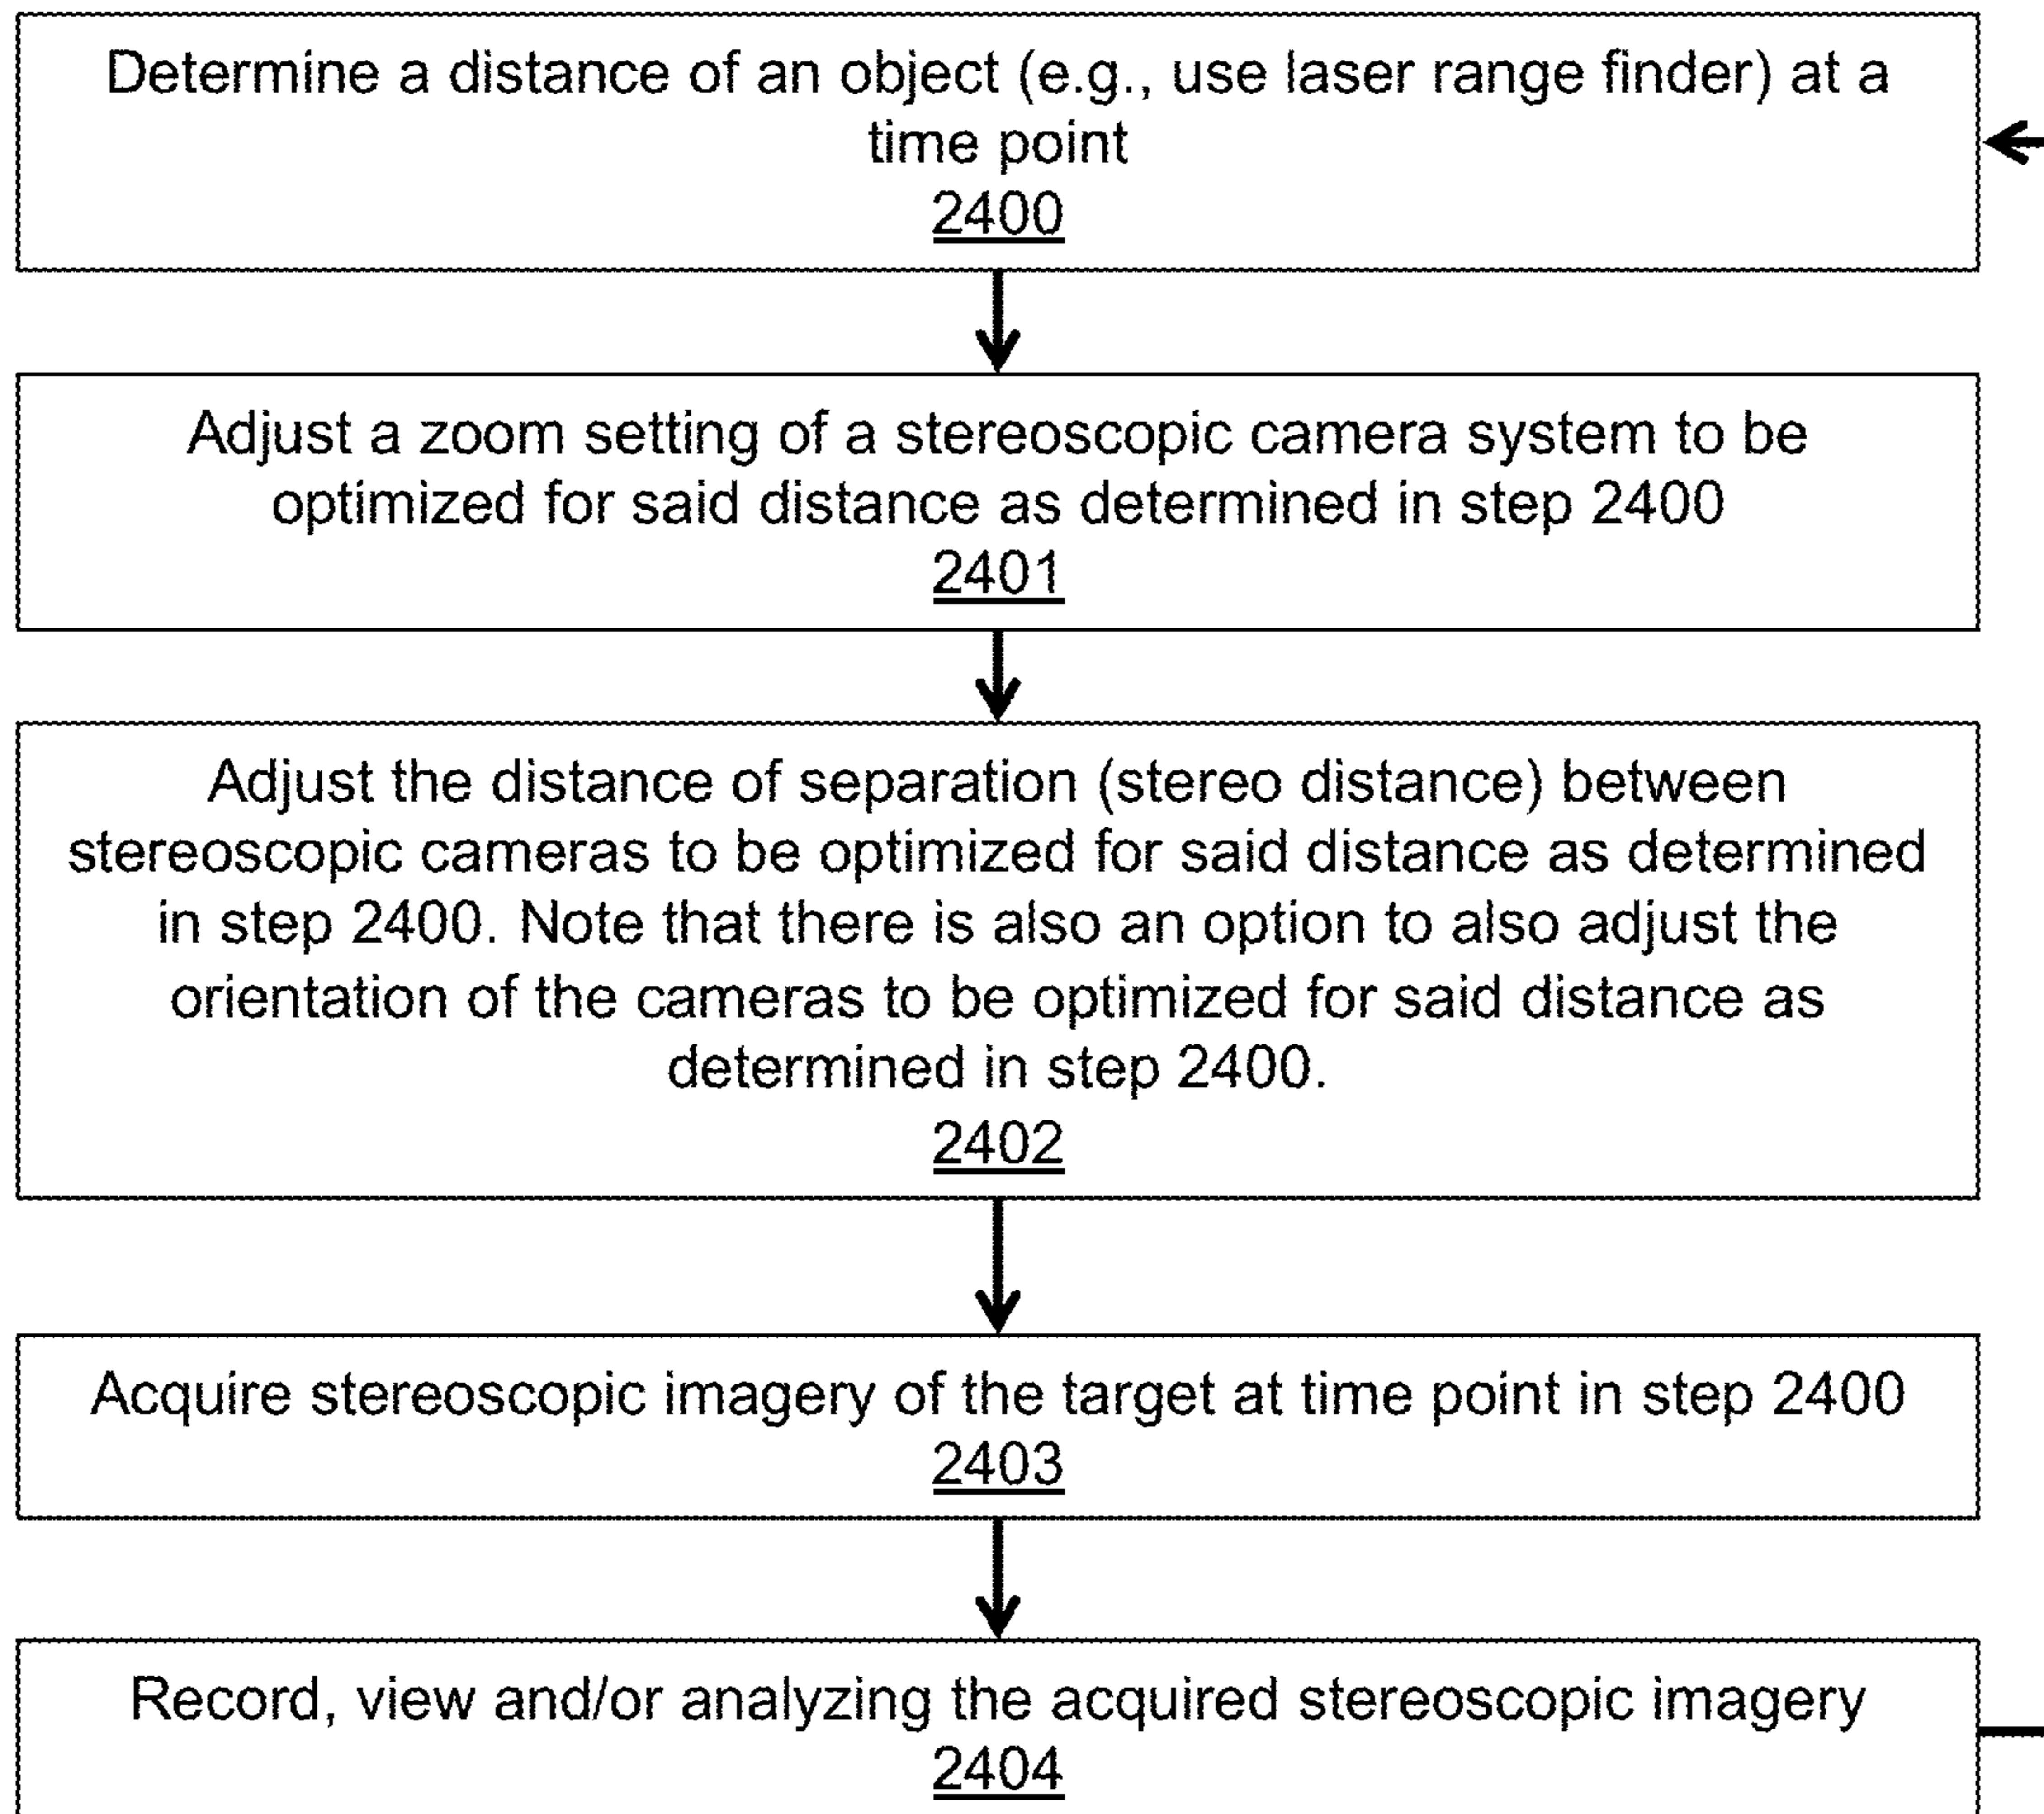 Determine a distance of an object (e.g., use laser range finder) at a
time point
2400
Adjust a zoom setting of a stereoscopic camera system to be
optimized for said distance as determined in step 2400
2401
Adjust the distance of separation (stereo distance) between
stereoscopic cameras to be optimized for said distance as determined
in step 2400. Note that there is also an option to also adjust the
orientation of the cameras to be optimized for said distance as
determined in step 2400.
2402
Acquire stereoscopic imagery of the target at time point in step 2400
2403
Record, view and/or analyzing the acquired stereoscopic imagery
2404